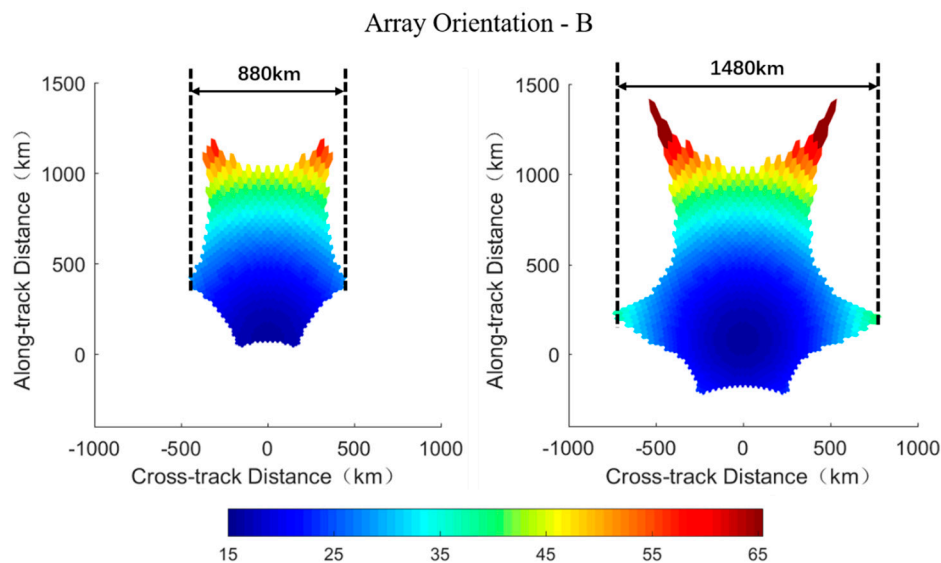 Array Orientation - B
880km
1500
1000
500
0
Along-track Distance（km）
-1000 -500 0 500 1000
Cross-track Distance（km）
1480km
1500
1000
500
0
Along-track Distance（km）
-1000 -500 0 500 1000
Cross-track Distance（km）
15 25 35 45 55 65